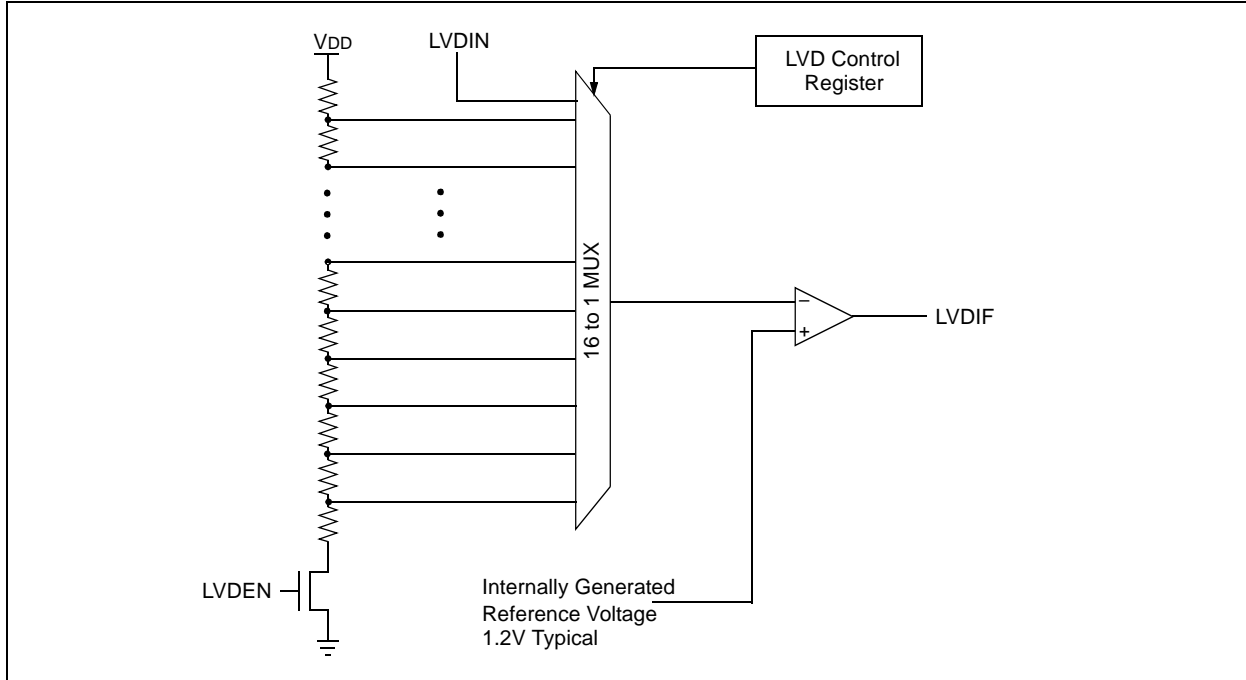 VDD
LVDIN
LVD Control
Register
16 to 1 MUX
–
+
LVDIF
LVDEN
Internally Generated
Reference Voltage
1.2V Typical